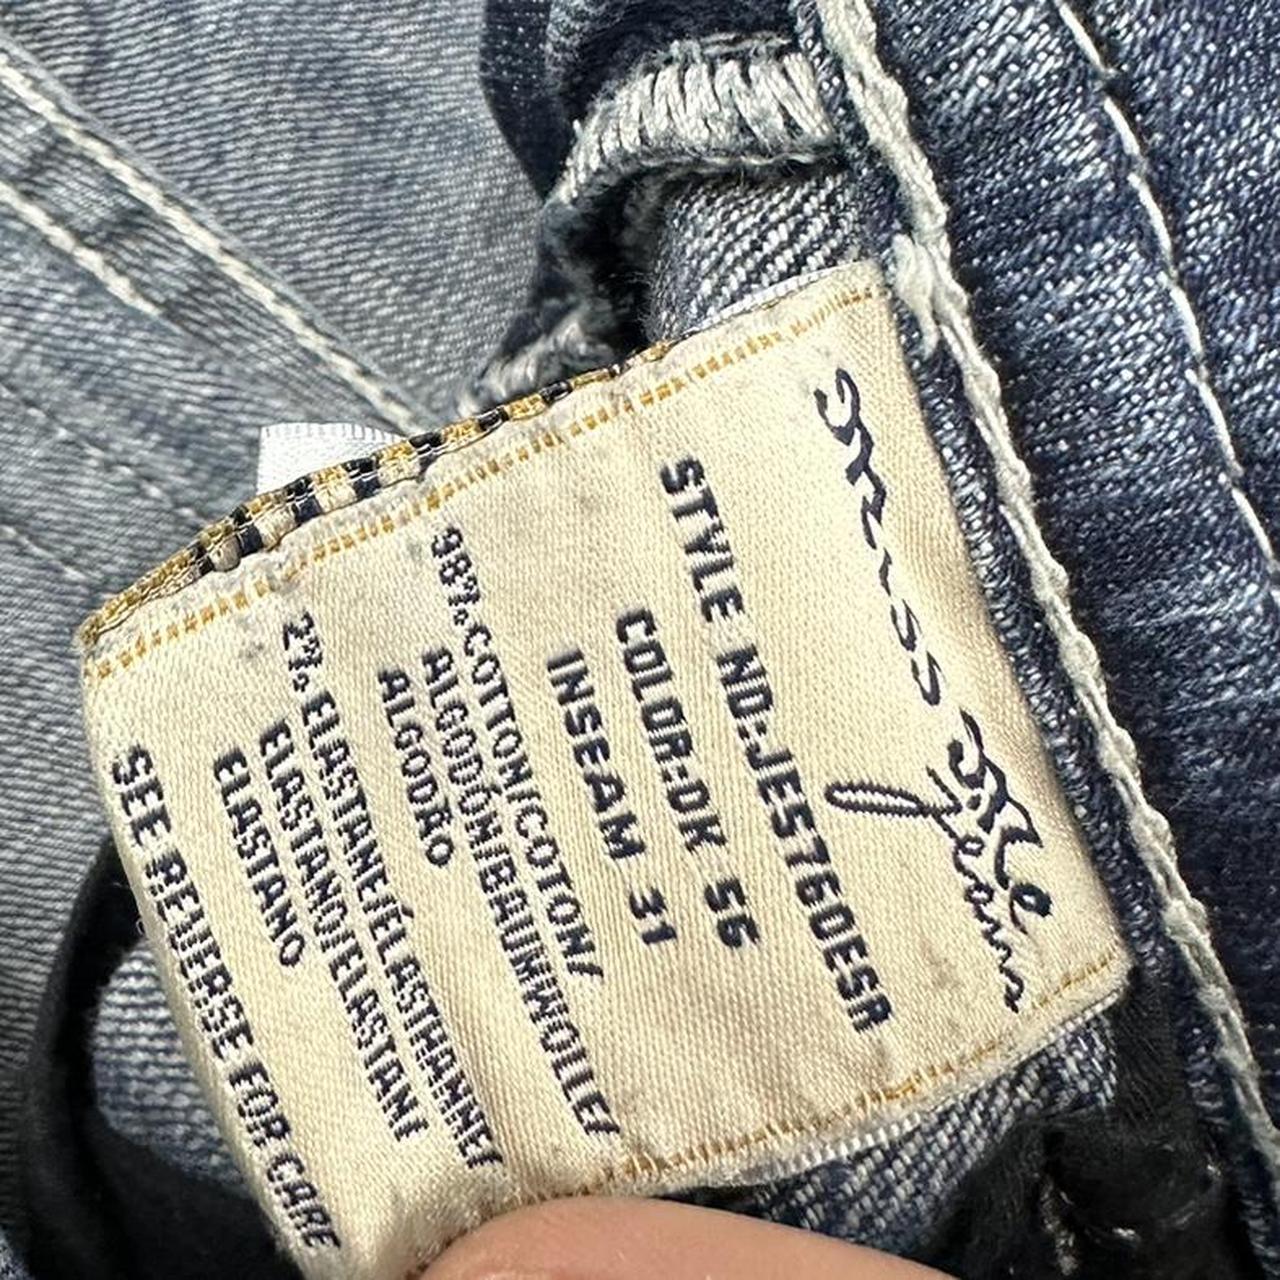 Miss Me
Jeans
STYLE NO:JE5760ESR
COLOR:DK 56
INSEAM 31
98% COTTON/COTON/
ALGODÓN/BAUMWOLLE/
ALGODÃO
2% ELASTANE/ÉLASTHANNE/
ELASTANO/ELASTAN/
ELASTANO
SEE REVERSE FOR CARE